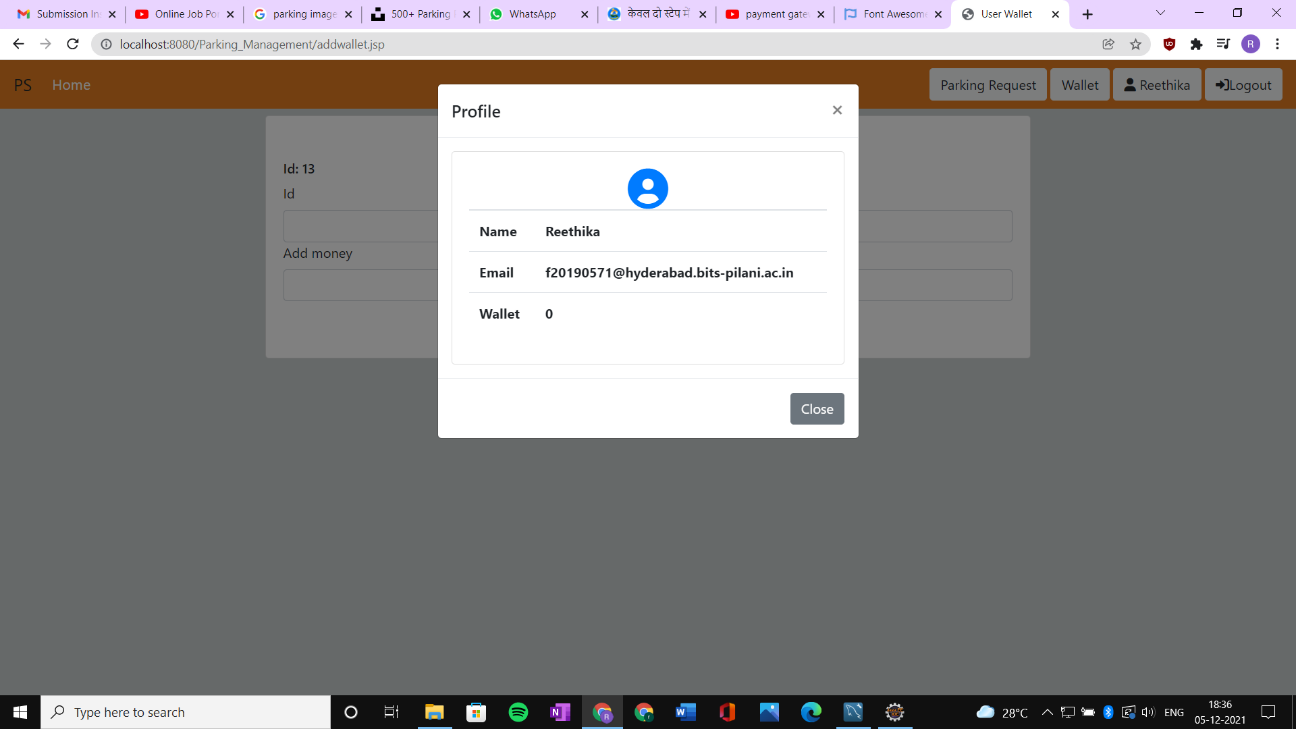 Submission In
Online Job Po
parking image
500+ Parking
WhatsApp
केवल दो स्टेप में
payment gate
Font Awesom
User Wallet
localhost:8080/Parking_Management/addwallet.jsp
R
PS
Home
Parking Request
Wallet
Reethika
Logout
Profile
×
Id: 13
Id
Add money
Name Reethika
Email f20190571@hyderabad.bits-pilani.ac.in
Wallet 0
Close
Type here to search
28°C
ENG
18:36
05-12-2021